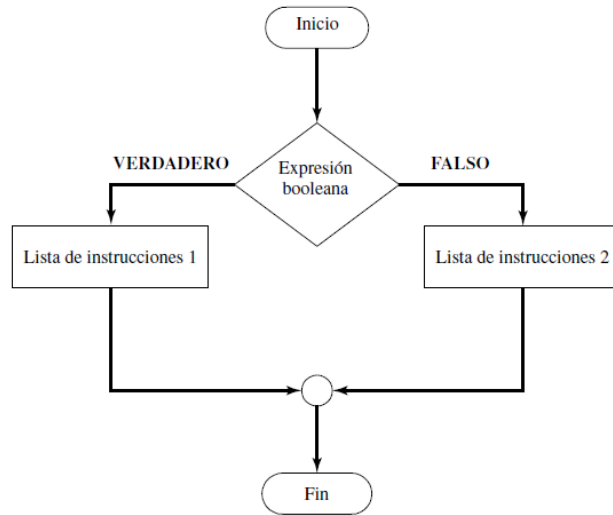 Inicio
VERDADERO
Expresión
booleana
FALSO
Lista de instrucciones 1
Lista de instrucciones 2
Fin